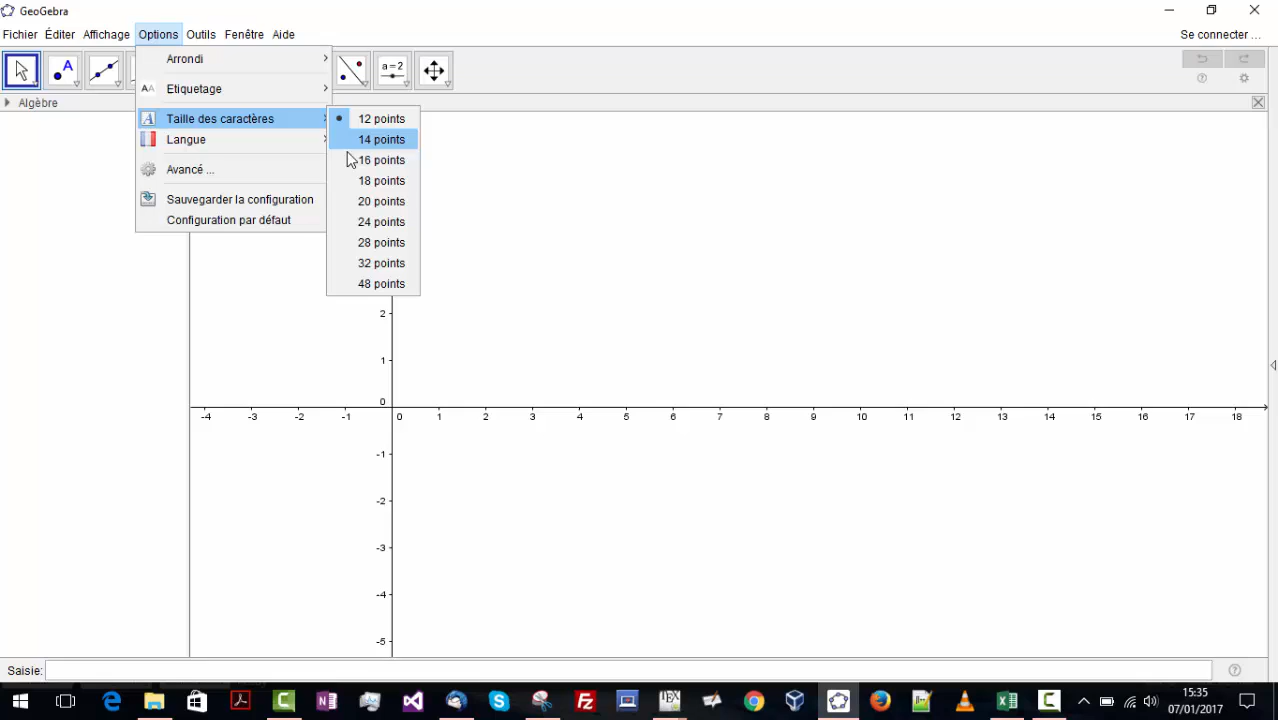 GeoGebra
Fichier Éditer Affichage Options Outils Fenêtre Aide
Se connecter ...
A
a=2
Algèbre
Arrondi
AA Etiquetage
A Taille des caractères
Langue
Avancé ...
Sauvegarder la configuration
Configuration par défaut
12 points
14 points
16 points
18 points
20 points
24 points
28 points
32 points
48 points
2
1
0
-4 -3 -2 -1 0 1 2 3 4 5 6 7 8 9 10 11 12 13 14 15 16 17 18
-1
-2
-3
-4
-5
Saisie:
15:35
07/01/2017